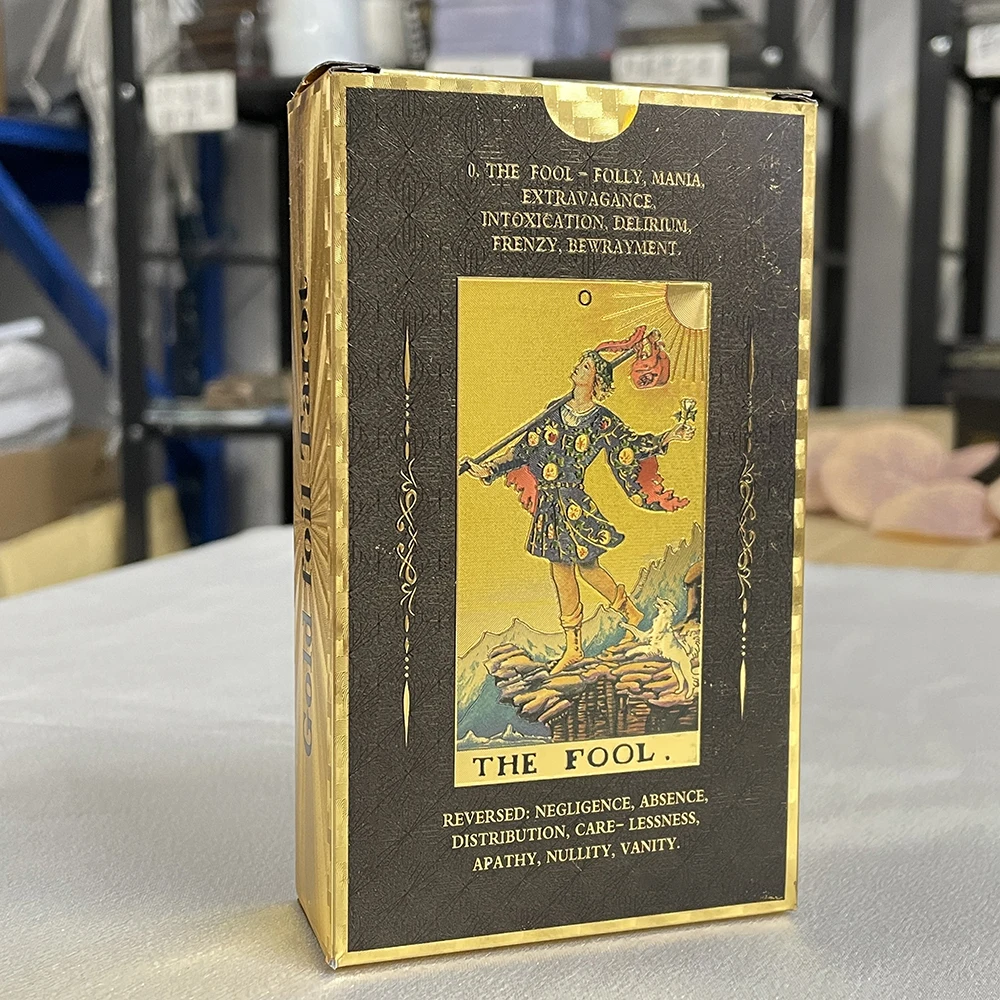 0. THE FOOL – FOLLY, MANIA,
EXTRAVAGANCE,
INTOXICATION, DELIRIUM,
FRENZY, BEWRAYMENT.
0
THE FOOL.
REVERSED: NEGLIGENCE, ABSENCE,
DISTRIBUTION, CARE– LESSNESS,
APATHY, NULLITY, VANITY.
Gold Foil Tarot